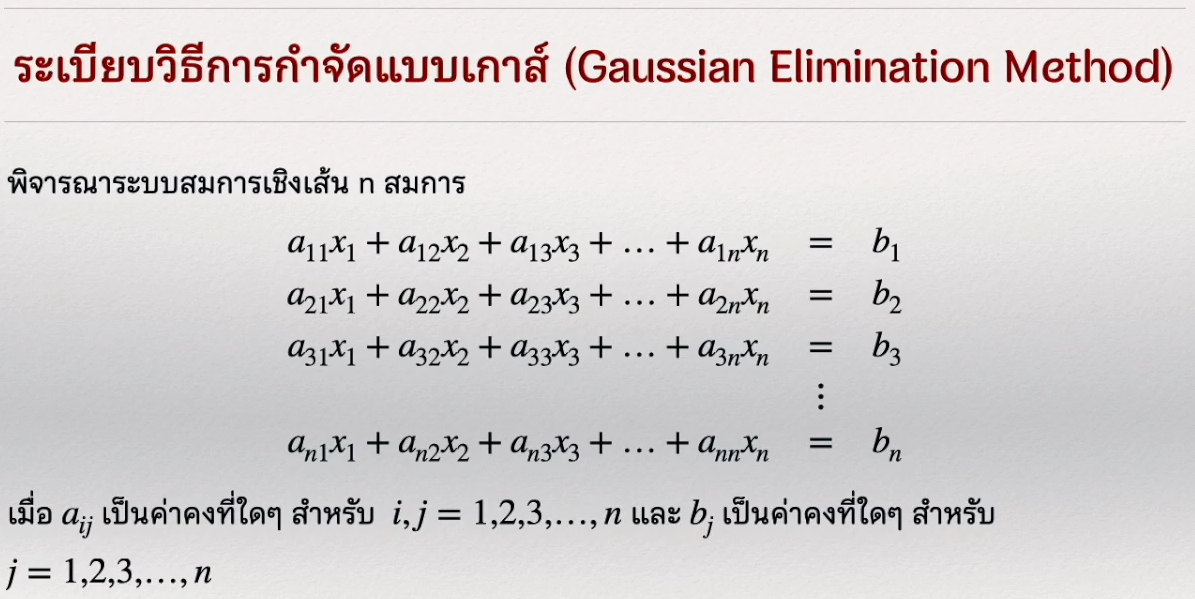 ระเบียบวิธีการกำจัดแบบเกาส์ (Gaussian Elimination Method)
พิจารณาระบบสมการเชิงเส้น n สมการ
a₁₁x₁ + a₁₂x₂ + a₁₃x₃ + … + a₁ₙxₙ = b₁
a₂₁x₁ + a₂₂x₂ + a₂₃x₃ + … + a₂ₙxₙ = b₂
a₃₁x₁ + a₃₂x₂ + a₃₃x₃ + … + a₃ₙxₙ = b₃
⋮
aₙ₁x₁ + aₙ₂x₂ + aₙ₃x₃ + … + aₙₙxₙ = bₙ
เมื่อ aᵢⱼ เป็นค่าคงที่ใดๆ สำหรับ i, j = 1,2,3,…, n และ bⱼ เป็นค่าคงที่ใดๆ สำหรับ
j = 1,2,3,…, n